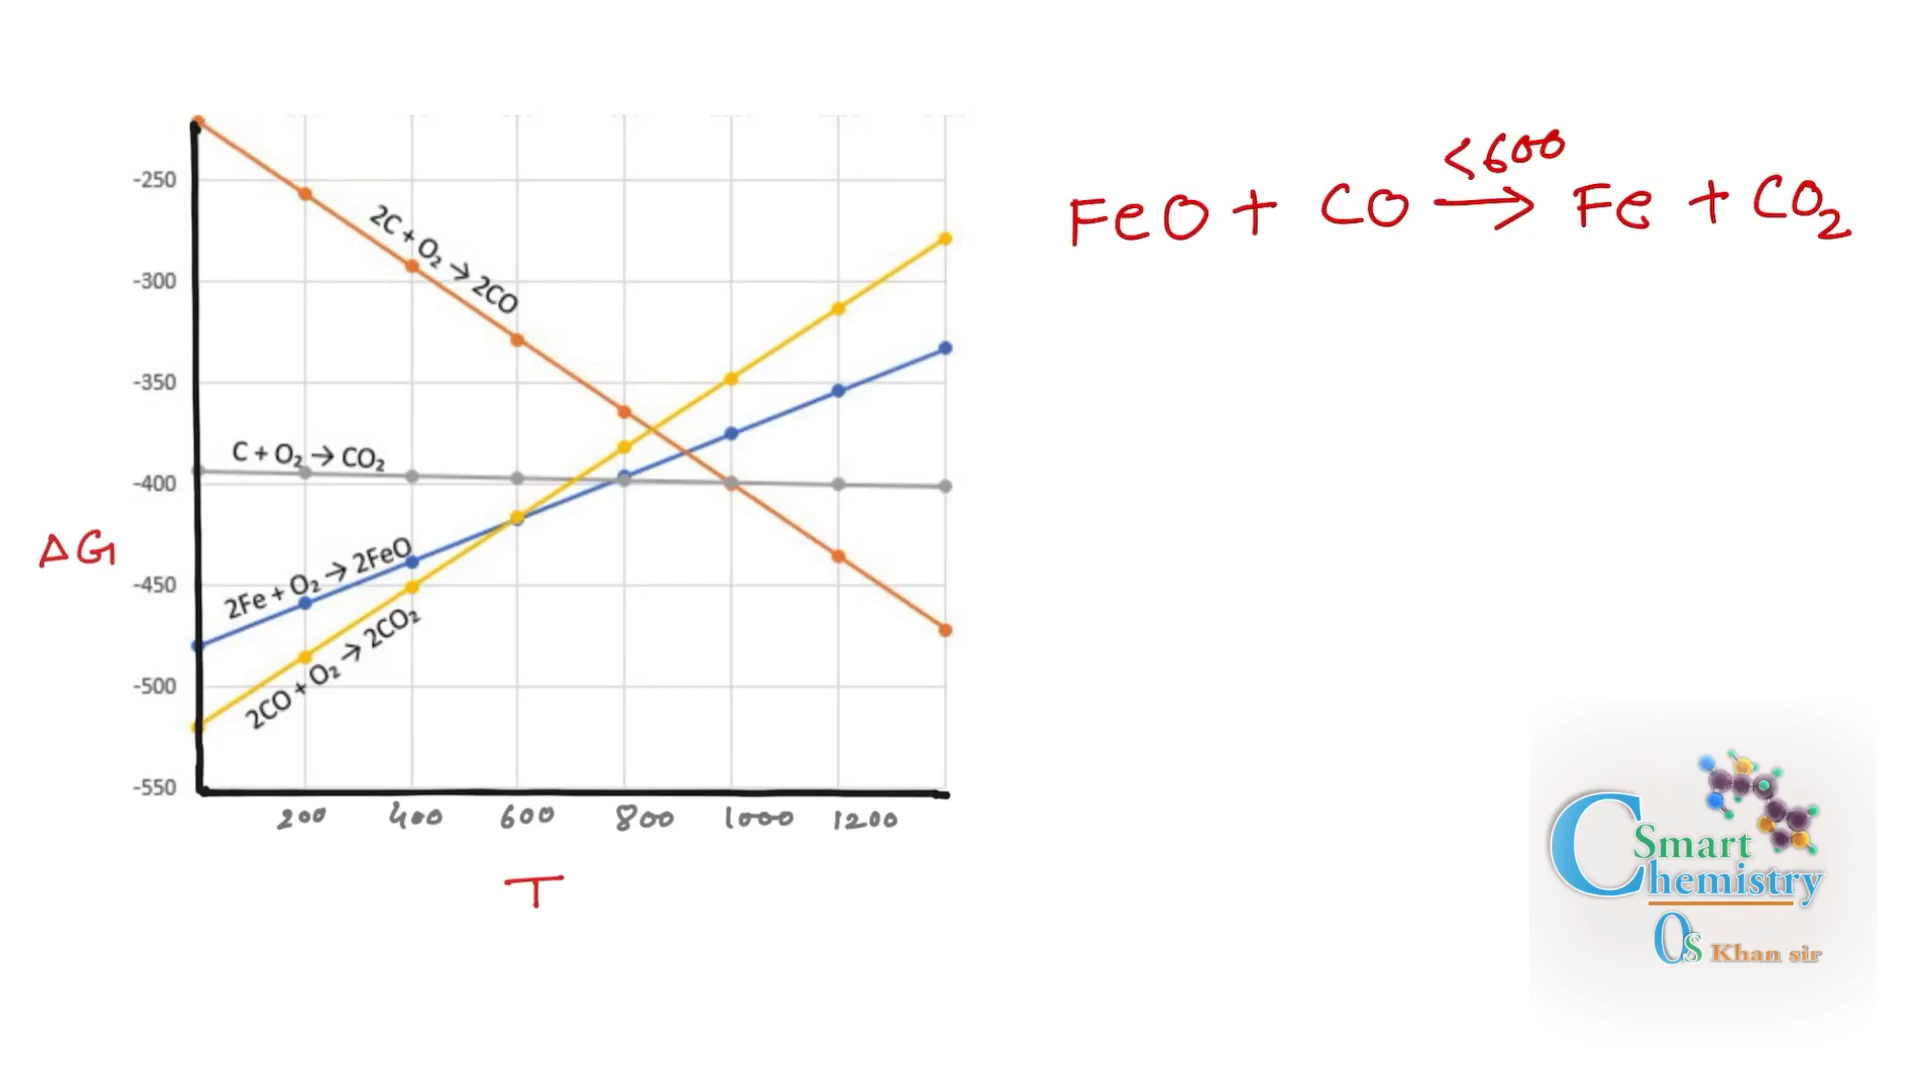 -250
-300
-350
-400
-450
-500
-550
2C + O₂ → 2CO
C + O₂ → CO₂
2Fe + O₂ → 2FeO
2CO + O₂ → 2CO₂
ΔG
200 400 600 800 1000 1200
T
<600
FeO + CO → Fe + CO₂
Smart
Chemistry
Os Khan sir